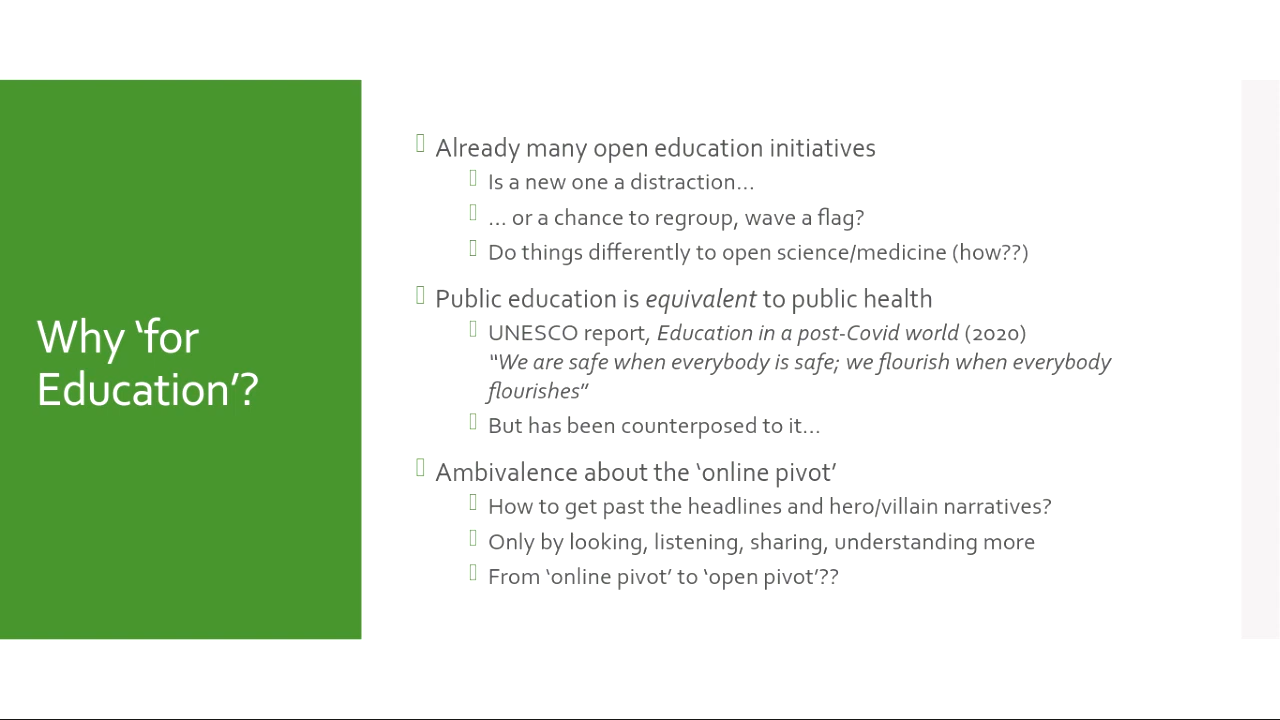 Why ‘for
Education’?
Already many open education initiatives
Is a new one a distraction…
… or a chance to regroup, wave a flag?
Do things differently to open science/medicine (how??)
Public education is equivalent to public health
UNESCO report, Education in a post-Covid world (2020)
“We are safe when everybody is safe; we flourish when everybody
flourishes”
But has been counterposed to it…
Ambivalence about the ‘online pivot’
How to get past the headlines and hero/villain narratives?
Only by looking, listening, sharing, understanding more
From ‘online pivot’ to ‘open pivot’??